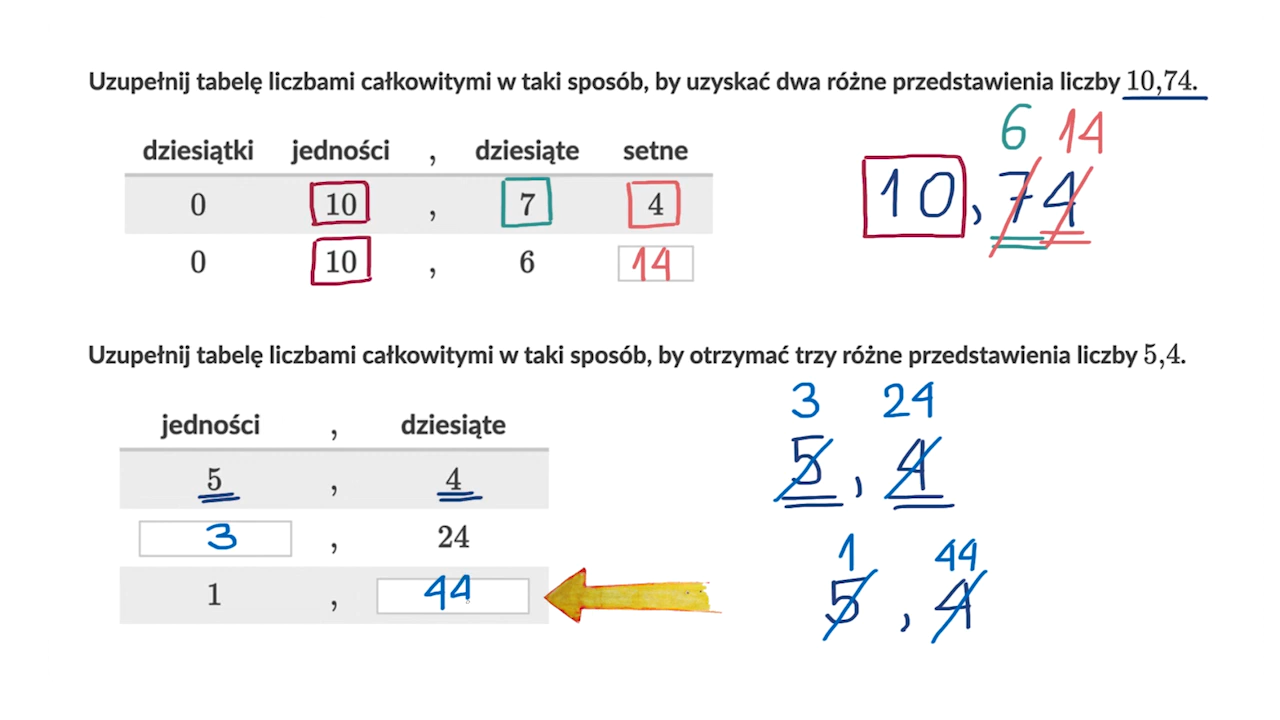 Uzupełnij tabelę liczbami całkowitymi w taki sposób, by uzyskać dwa różne przedstawienia liczby 10,74.
6 14
dziesiątki jedności , dziesiąte setne
0 10 , 7 4
10,74
0 10 , 6 14
Uzupełnij tabelę liczbami całkowitymi w taki sposób, by otrzymać trzy różne przedstawienia liczby 5,4.
3 24
jedności , dziesiąte
5 , 4
5 , 4
3 , 24
1 44
1 , 44
5 , 4